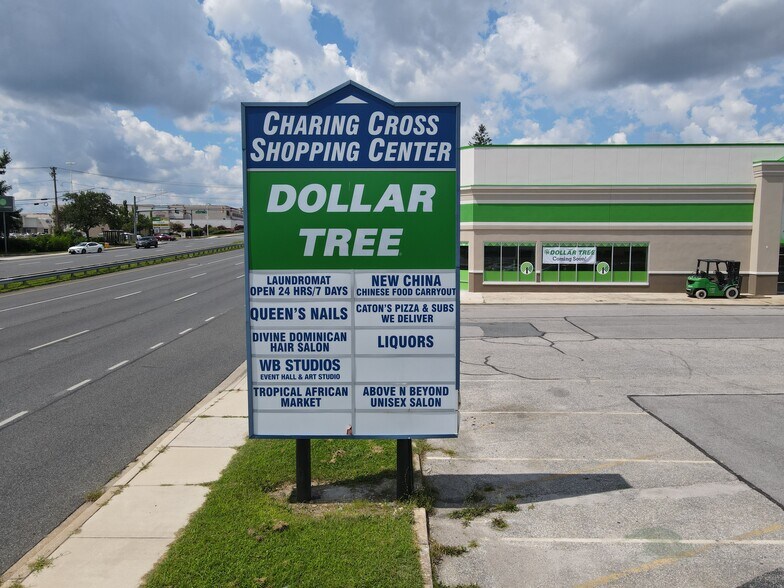 CHARING CROSS
SHOPPING CENTER
DOLLAR
TREE
LAUNDROMAT
OPEN 24 HRS/7 DAYS
NEW CHINA
CHINESE FOOD CARRYOUT
QUEEN'S NAILS
CATON'S PIZZA & SUBS
WE DELIVER
DIVINE DOMINICAN
HAIR SALON
LIQUORS
WB STUDIOS
EVENT HALL & ART STUDIO
TROPICAL AFRICAN
MARKET
ABOVE N BEYOND
UNISEX SALON
DOLLAR TREE
Coming Soon!